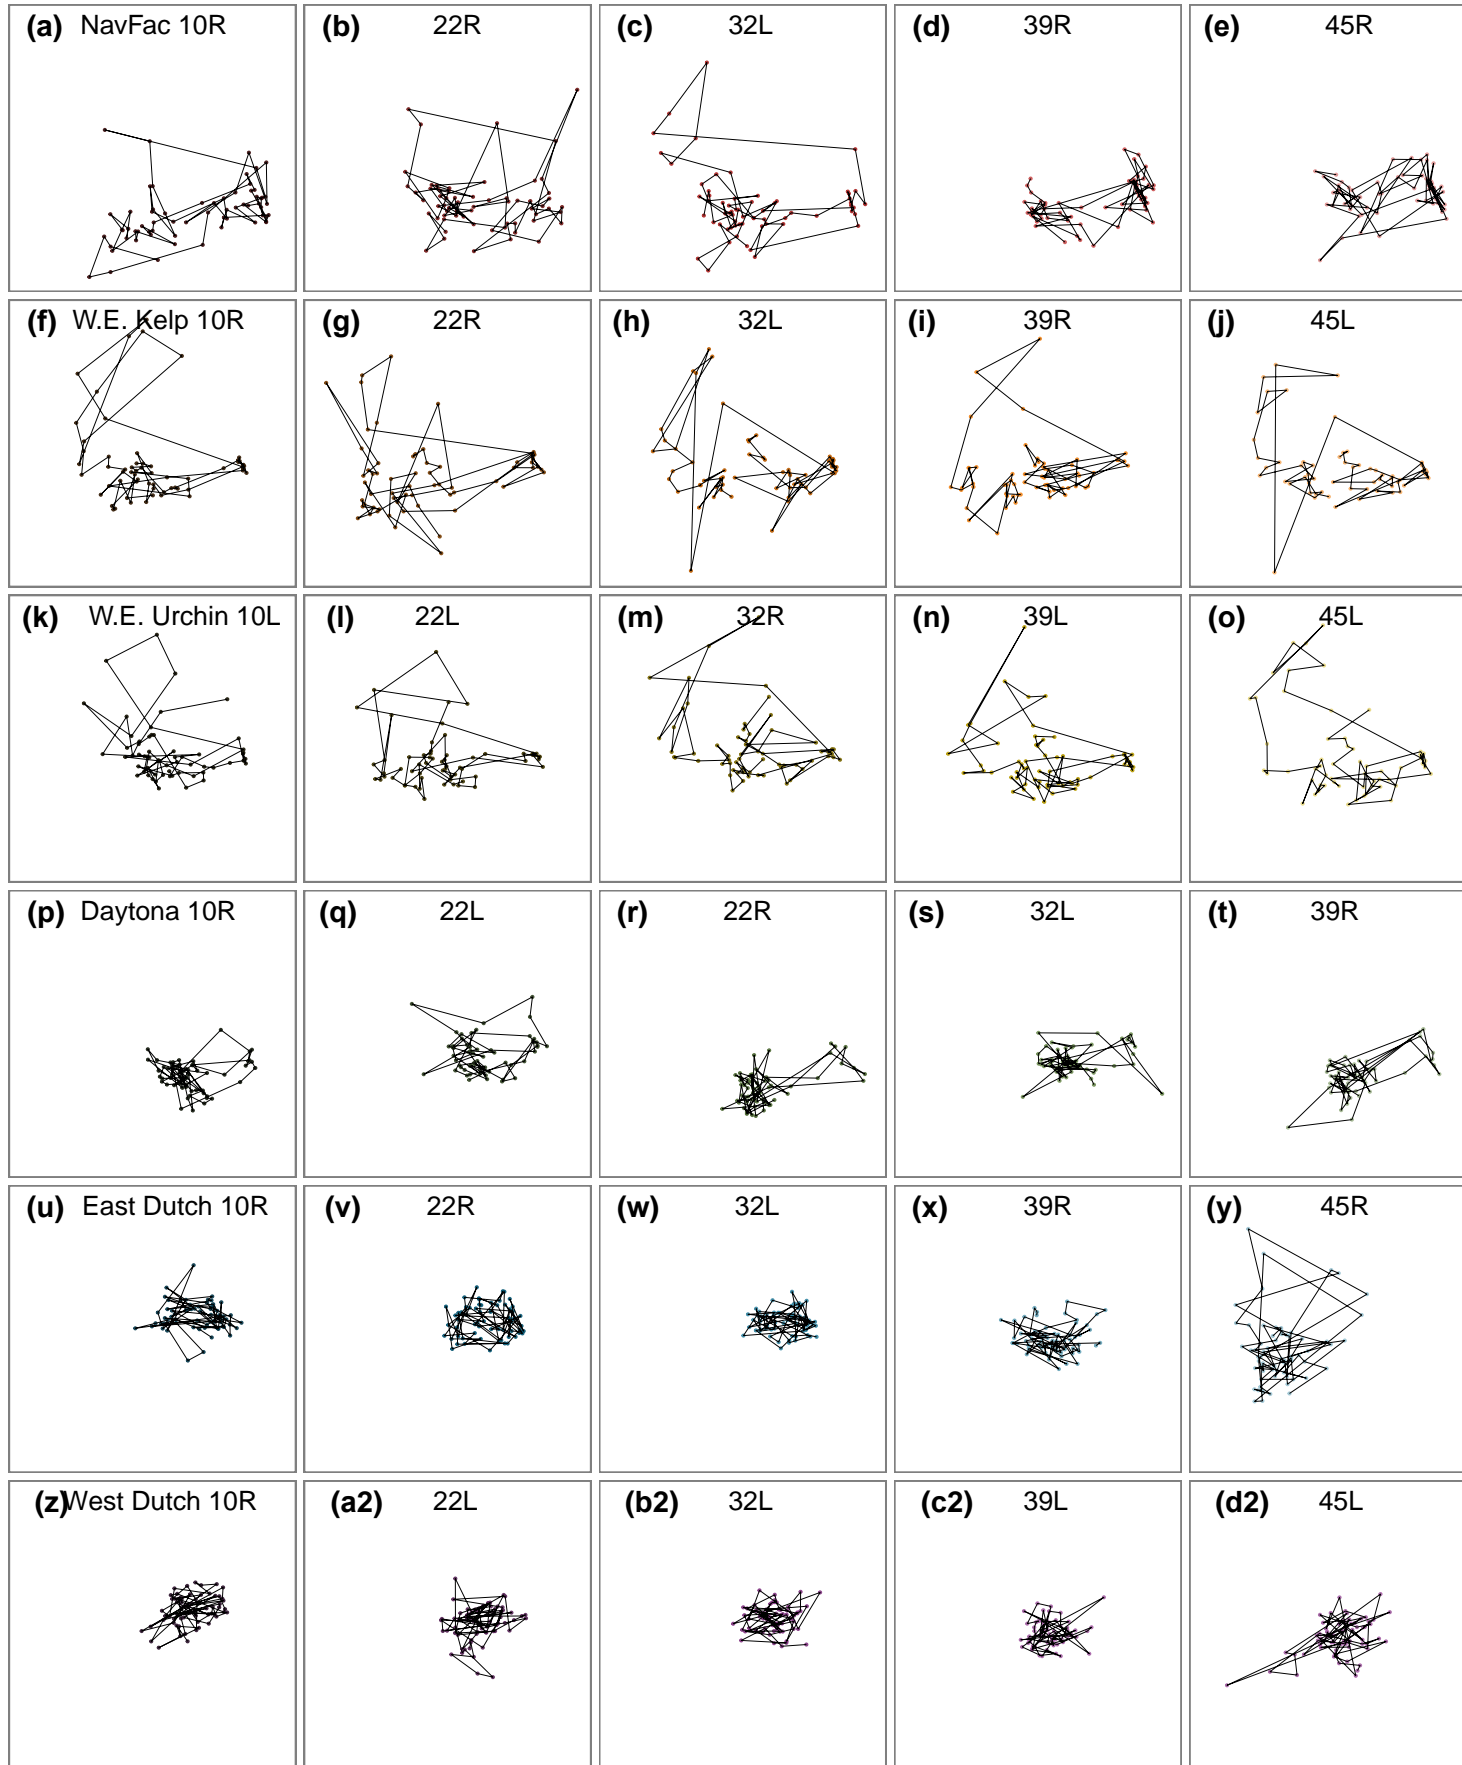 (a) NavFac 10R
(b) 22R
(c) 32L
(d) 39R
(e) 45R
(f) W.E. Kelp 10R
(g) 22R
(h) 32L
(i) 39R
(j) 45L
(k) W.E. Urchin 10L
(l) 22L
(m) 32R
(n) 39L
(o) 45L
(p) Daytona 10R
(q) 22L
(r) 22R
(s) 32L
(t) 39R
(u) East Dutch 10R
(v) 22R
(w) 32L
(x) 39R
(y) 45R
(z) West Dutch 10R
(a2) 22L
(b2) 32L
(c2) 39L
(d2) 45L